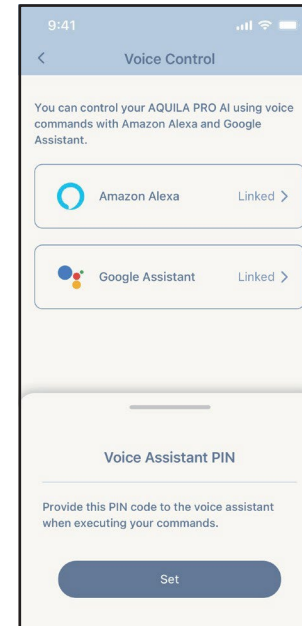 9:41
Voice Control
You can control your AQUILA PRO AI using voice
commands with Amazon Alexa and Google
Assistant.
Amazon Alexa Linked
Google Assistant Linked
Voice Assistant PIN
Provide this PIN code to the voice assistant
when executing your commands.
Set